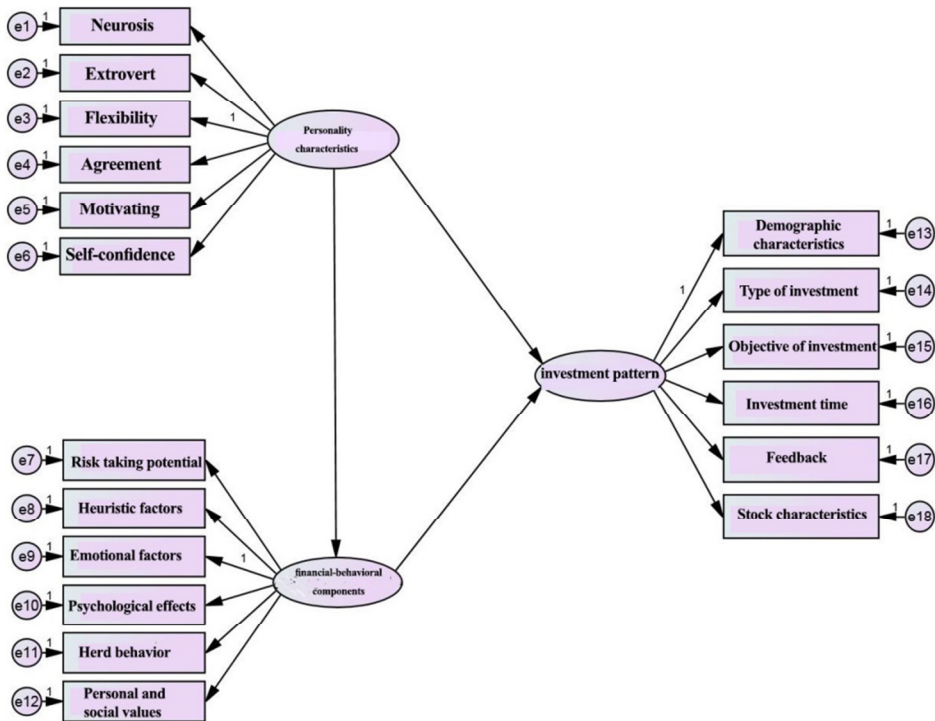 e1 1 Neurosis
e2 1 Extrovert
e3 1 Flexibility 1
e4 1 Agreement
e5 1 Motivating
e6 1 Self-confidence
Personality
characteristics
Demographic
characteristics
1 e13
1
Type of investment 1 e14
Objective of investment 1 e15
Investment time 1 e16
Feedback 1 e17
Stock characteristics 1 e18
investment pattern
e7 1 Risk taking potential
e8 1 Heuristic factors
e9 1 Emotional factors 1
e10 1 Psychological effects
e11 1 Herd behavior
e12 1 Personal and
social values
financial-behavioral
components